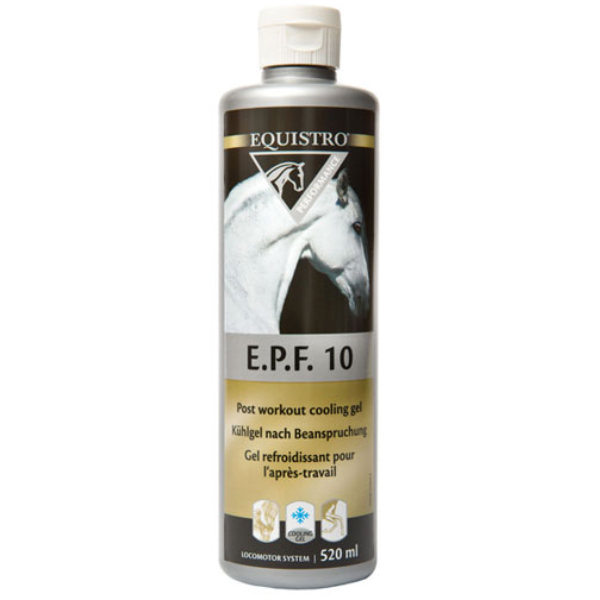 EQUISTRO®
PERFORMANCE
E.P.F. 10
Post workout cooling gel
Kühlgel nach Beanspruchung
Gel refroidissant pour
l'après-travail
COOLING
GEL
LOCOMOTOR SYSTEM | 520 ml